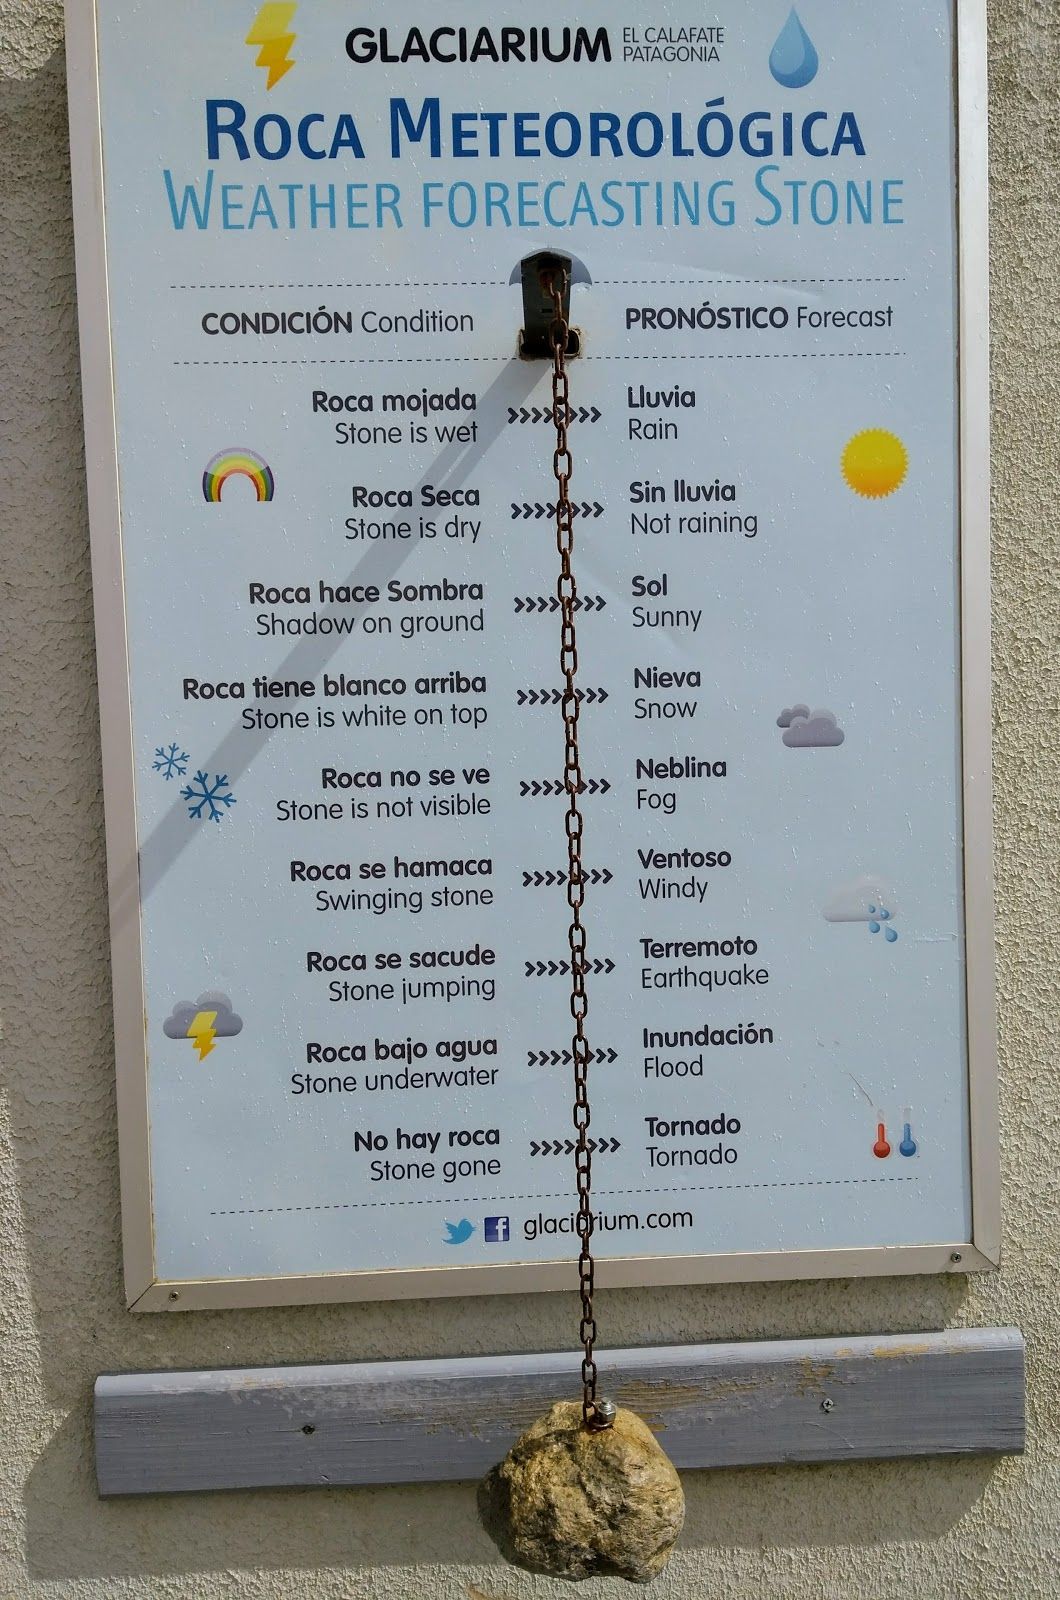 GLACIARIUM EL CALAFATE
PATAGONIA
ROCA METEOROLÓGICA
WEATHER FORECASTING STONE
CONDICIÓN Condition PRONÓSTICO Forecast
Roca mojada >>>>>>>> Lluvia
Stone is wet Rain
Roca Seca >>>>>>>> Sin lluvia
Stone is dry Not raining
Roca hace Sombra >>>>>>>> Sol
Shadow on ground Sunny
Roca tiene blanco arriba >>>>>>>> Nieva
Stone is white on top Snow
Roca no se ve >>>>>>>> Neblina
Stone is not visible Fog
Roca se hamaca >>>>>>>> Ventoso
Swinging stone Windy
Roca se sacude >>>>>>>> Terremoto
Stone jumping Earthquake
Roca bajo agua >>>>>>>> Inundación
Stone underwater Flood
No hay roca >>>>>>>> Tornado
Stone gone Tornado
f glaciarium.com